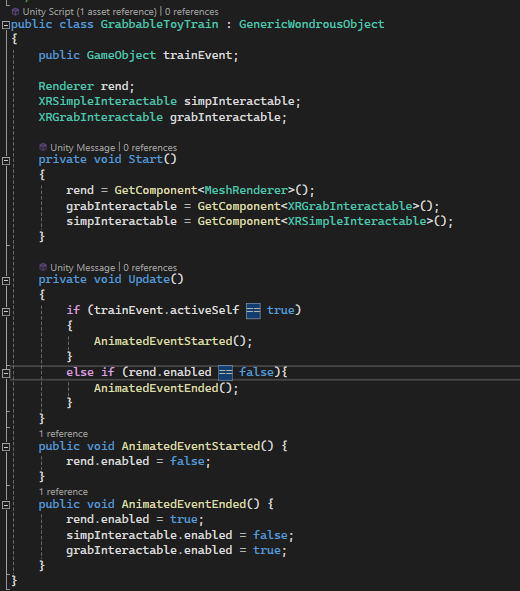 Unity Script (1 asset reference) | 0 references
public class GrabbableToyTrain : GenericWondrousObject
{
public GameObject trainEvent;
Renderer rend;
XRSimpleInteractable simpInteractable;
XRGrabInteractable grabInteractable;
Unity Message | 0 references
private void Start()
{
rend = GetComponent<MeshRenderer>();
grabInteractable = GetComponent<XRGrabInteractable>();
simpInteractable = GetComponent<XRSimpleInteractable>();
}
Unity Message | 0 references
private void Update()
{
if (trainEvent.activeSelf == true)
{
AnimatedEventStarted();
}
else if (rend.enabled == false){
AnimatedEventEnded();
}
}
1 reference
public void AnimatedEventStarted() {
rend.enabled = false;
}
1 reference
public void AnimatedEventEnded() {
rend.enabled = true;
simpInteractable.enabled = false;
grabInteractable.enabled = true;
}
}